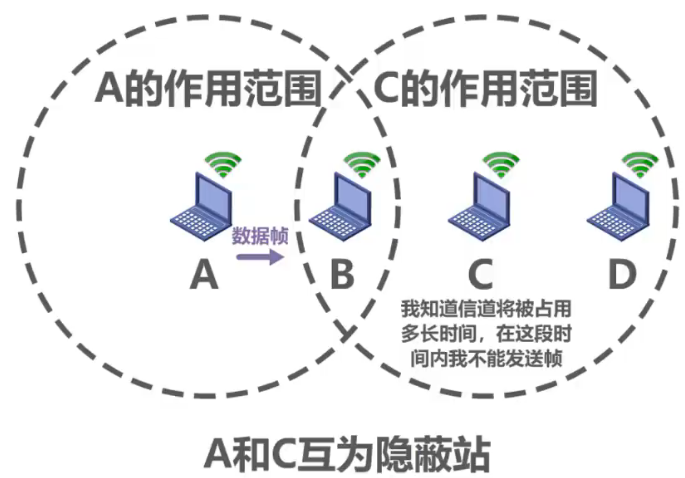 A的作用范围
C的作用范围
数据帧
A
B
C
D
我知道信道将被占用
多长时间，在这段时
间内我不能发送帧
A和C互为隐蔽站